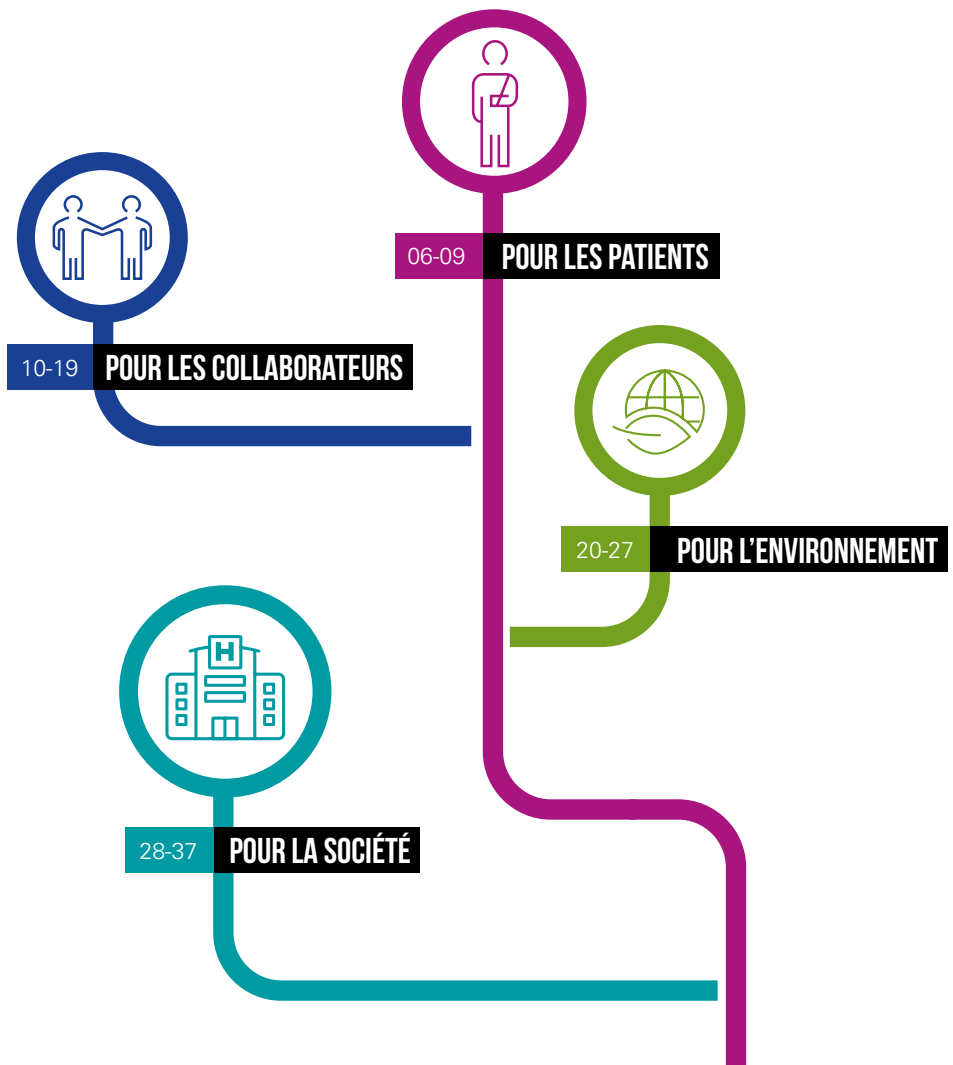 06-09 POUR LES PATIENTS
10-19 POUR LES COLLABORATEURS
20-27 POUR L’ENVIRONNEMENT
H
28-37 POUR LA SOCIÉTÉ